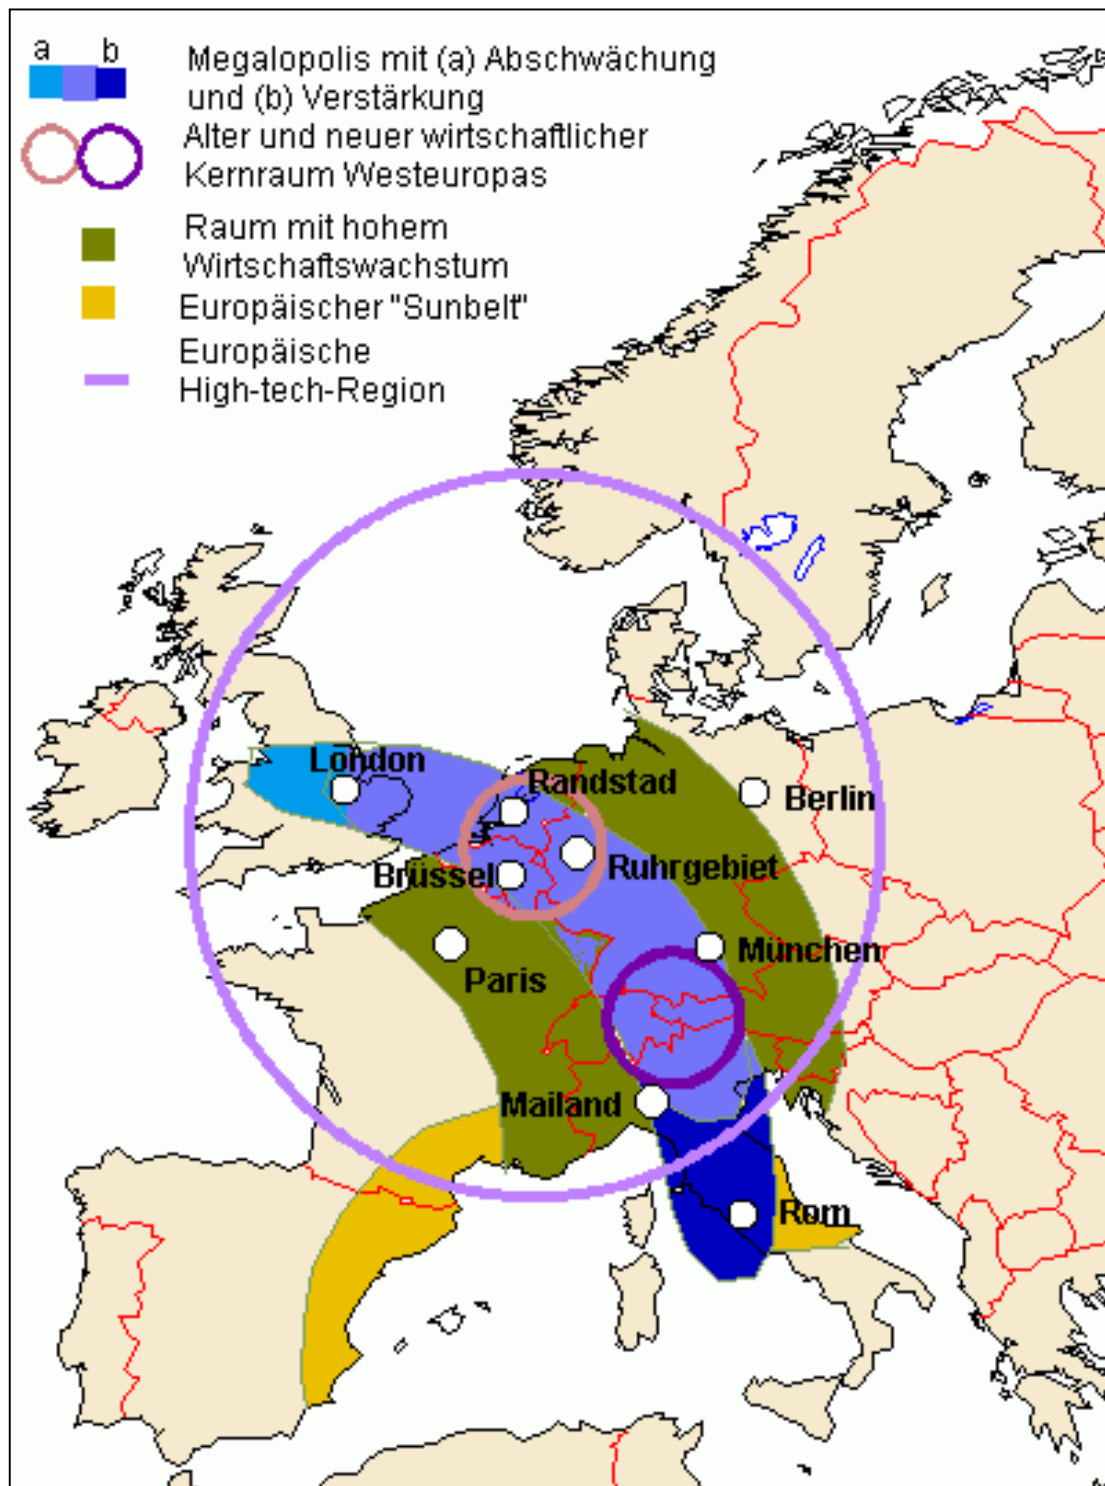 a b
Megalopolis mit (a) Abschwächung
und (b) Verstärkung
Alter und neuer wirtschaftlicher
Kernraum Westeuropas
Raum mit hohem
Wirtschaftswachstum
Europäischer "Sunbelt"
Europäische
High-tech-Region
London
Randstad
Berlin
Brüssel
Ruhrgebiet
Paris
München
Mailand
Rom